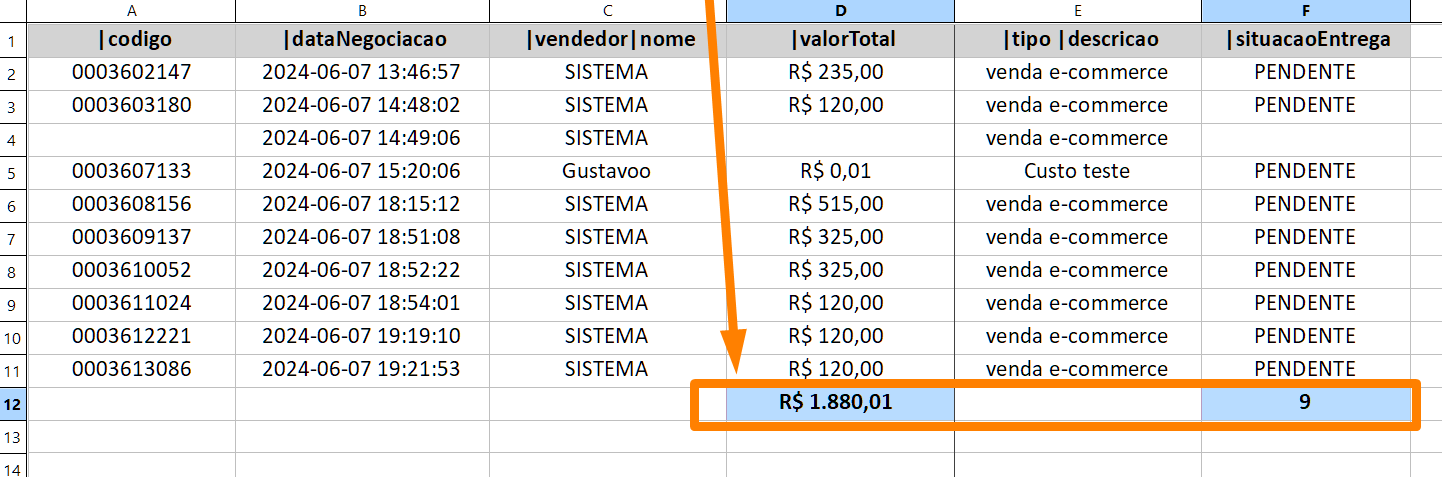 A B C D E F
1 |codigo |dataNegociacao |vendedor|nome |valorTotal |tipo |descricao |situacaoEntrega
2 0003602147 2024-06-07 13:46:57 SISTEMA R$ 235,00 venda e-commerce PENDENTE
3 0003603180 2024-06-07 14:48:02 SISTEMA R$ 120,00 venda e-commerce PENDENTE
4 2024-06-07 14:49:06 SISTEMA venda e-commerce
5 0003607133 2024-06-07 15:20:06 Gustavoo R$ 0,01 Custo teste PENDENTE
6 0003608156 2024-06-07 18:15:12 SISTEMA R$ 515,00 venda e-commerce PENDENTE
7 0003609137 2024-06-07 18:51:08 SISTEMA R$ 325,00 venda e-commerce PENDENTE
8 0003610052 2024-06-07 18:52:22 SISTEMA R$ 325,00 venda e-commerce PENDENTE
9 0003611024 2024-06-07 18:54:01 SISTEMA R$ 120,00 venda e-commerce PENDENTE
10 0003612221 2024-06-07 19:19:10 SISTEMA R$ 120,00 venda e-commerce PENDENTE
11 0003613086 2024-06-07 19:21:53 SISTEMA R$ 120,00 venda e-commerce PENDENTE
12 R$ 1.880,01 9
13
14